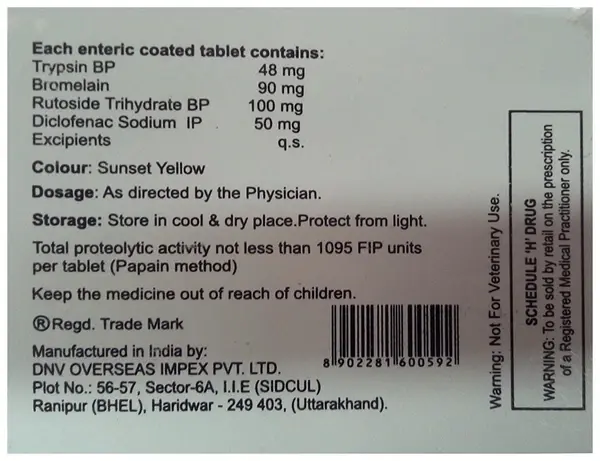 Each enteric coated tablet contains:
Trypsin BP 48 mg
Bromelain 90 mg
Rutoside Trihydrate BP 100 mg
Diclofenac Sodium IP 50 mg
Excipients q.s.
Colour: Sunset Yellow
Dosage: As directed by the Physician.
Storage: Store in cool & dry place.Protect from light.
Total proteolytic activity not less than 1095 FIP units
per tablet (Papain method)
Keep the medicine out of reach of children.
®Regd. Trade Mark
Manufactured in India by:
DNV OVERSEAS IMPEX PVT. LTD.
Plot No.: 56-57, Sector-6A, I.I.E (SIDCUL)
Ranipur (BHEL), Haridwar - 249 403, (Uttarakhand).
8 902281 600592
Warning: Not For Veterinary Use.
SCHEDULE 'H' DRUG
WARNING: To be sold by retail on the prescription
of a Registered Medical Practitioner only.